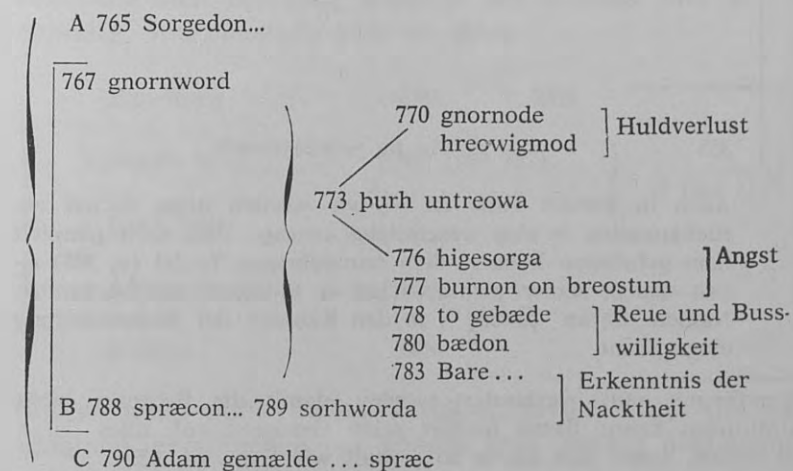 A 765 Sorgedon...
767 gnornword
770 gnornode
hreowigmod
Huldverlust
773 þurh untreowa
776 higesorga
777 burnon on breostum
Angst
778 to gebæde
780 bædon
Reue und Buss-
willigkeit
783 Bare...
Erkenntnis der
Nacktheit
B 788 spræcon... 789 sorhworda
C 790 Adam gemælde ... spræc